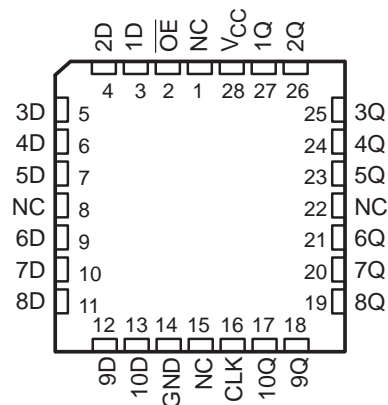 2D 1D OE NC VCC 1Q 2Q
4 3 2 1 28 27 26
3D 5 25 3Q
4D 6 24 4Q
5D 7 23 5Q
NC 8 22 NC
6D 9 21 6Q
7D 10 20 7Q
8D 11 19 8Q
12 13 14 15 16 17 18
9D 10D GND NC CLK 10Q 9Q